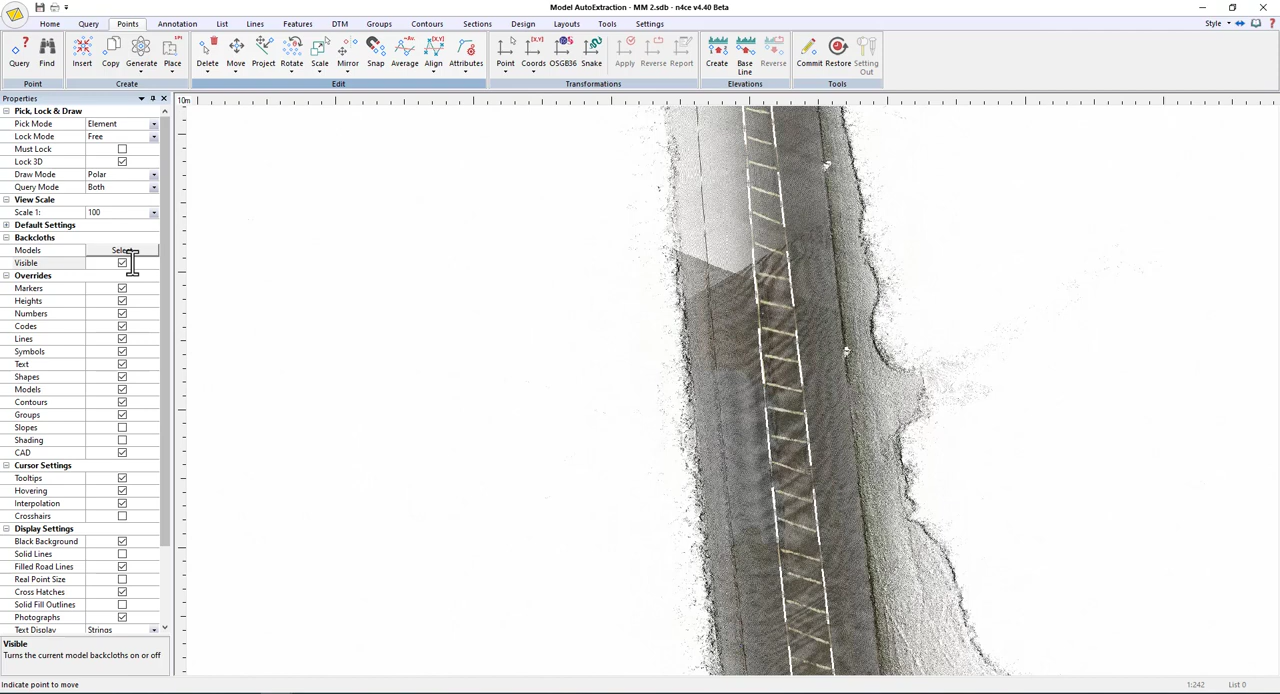 Model AutoExtraction - MM 2.sdb - n4ce v4.40 Beta
Home Query Points Annotation List Lines Features DTM Groups Contours Sections Design Layouts Tools Settings Style
Query Find Insert Copy Generate Place Delete Move Project Rotate Scale Mirror Snap Average Align Attributes Point Coords OSGB36 Snake Apply Reverse Report Create Base Line Reverse Commit Restore Setting Out
Point Create Edit Transformations Elevations Tools
Properties
10m
Pick, Lock & Draw
Pick Mode Element
Lock Mode Free
Must Lock
Lock 3D
Draw Mode Polar
Query Mode Both
View Scale
Scale 1: 100
Default Settings
Backcloths
Models Select
Visible
Overrides
Markers
Heights
Numbers
Codes
Lines
Symbols
Text
Shapes
Models
Contours
Groups
Slopes
Shading
CAD
Cursor Settings
Tooltips
Hovering
Interpolation
Crosshairs
Display Settings
Black Background
Solid Lines
Filled Road Lines
Real Point Size
Cross Hatches
Solid Fill Outlines
Photographs
Text Display Strings
Visible
Turns the current model backcloths on or off
Indicate point to move 1:242 List 0